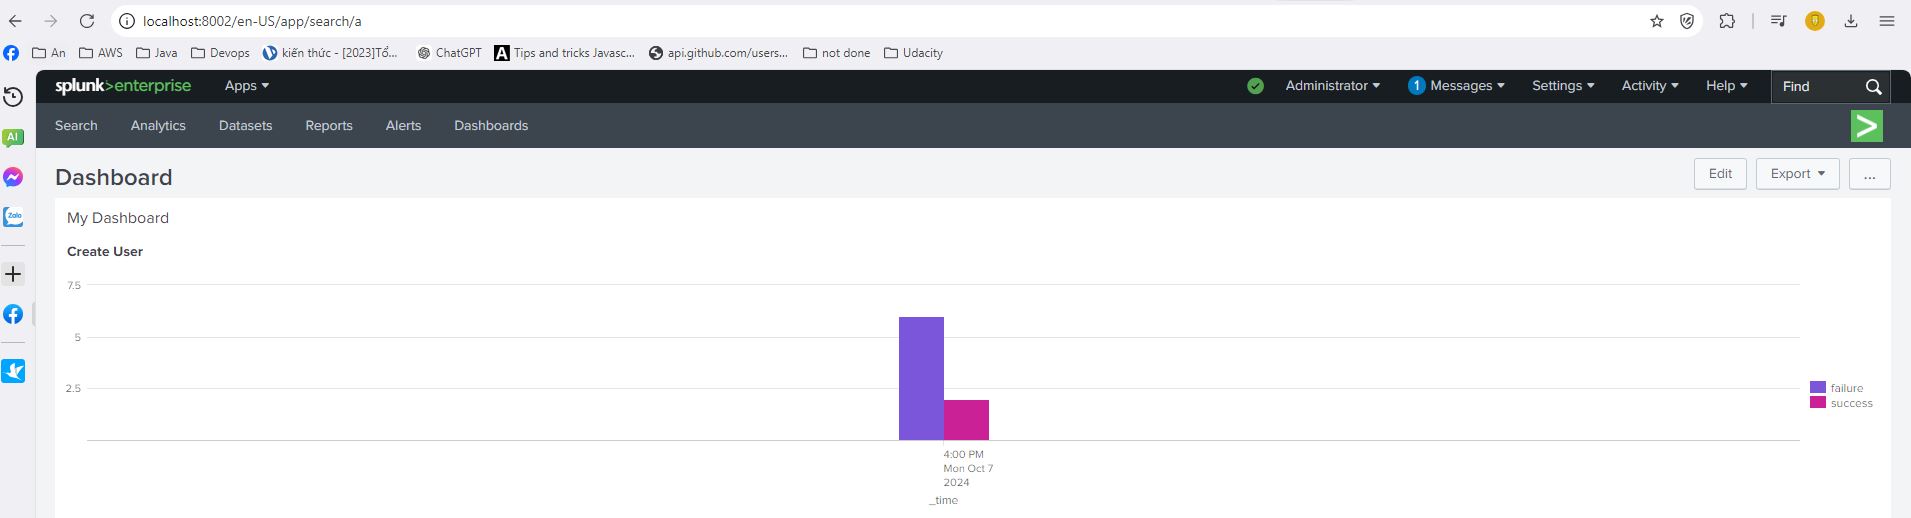 localhost:8002/en-US/app/search/a
An AWS Java Devops kiến thức - [2023]Tổ... ChatGPT Tips and tricks Javasc... api.github.com/users... not done Udacity
splunk>enterprise Apps Administrator 1 Messages Settings Activity Help Find
AI
Search Analytics Datasets Reports Alerts Dashboards >
Dashboard Edit Export ...
Zalo
My Dashboard
Create User
7.5
5
2.5
failure
success
4:00 PM
Mon Oct 7
2024
_time